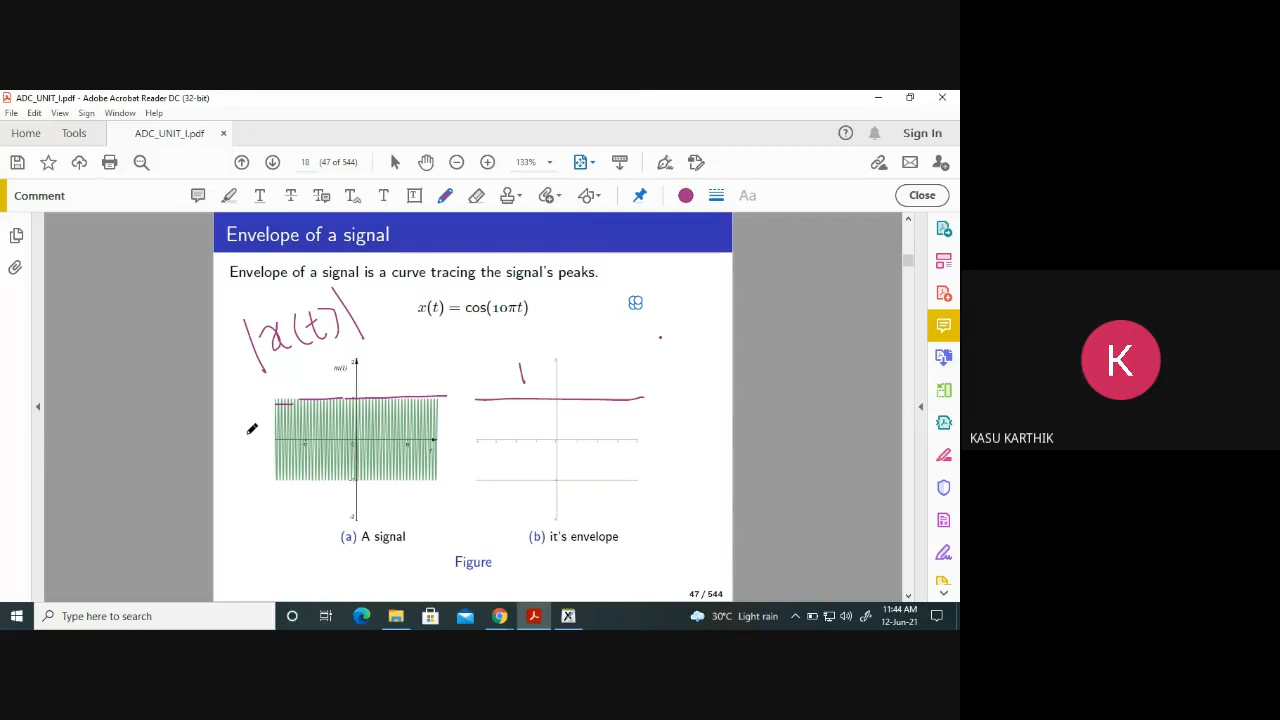 ADC_UNIT_I.pdf - Adobe Acrobat Reader DC (32-bit)
File Edit View Sign Window Help
Home Tools ADC_UNIT_I.pdf × Sign In
18 (47 of 544) 133%
Comment Aa Close
Envelope of a signal
Envelope of a signal is a curve tracing the signal's peaks.
x(t) = cos(10πt)
|x(t)|
m(t)
2
t
-2
(a) A signal
(b) it's envelope
Figure
47 / 544
K
KASU KARTHIK
Type here to search
30°C Light rain
11:44 AM
12-Jun-21